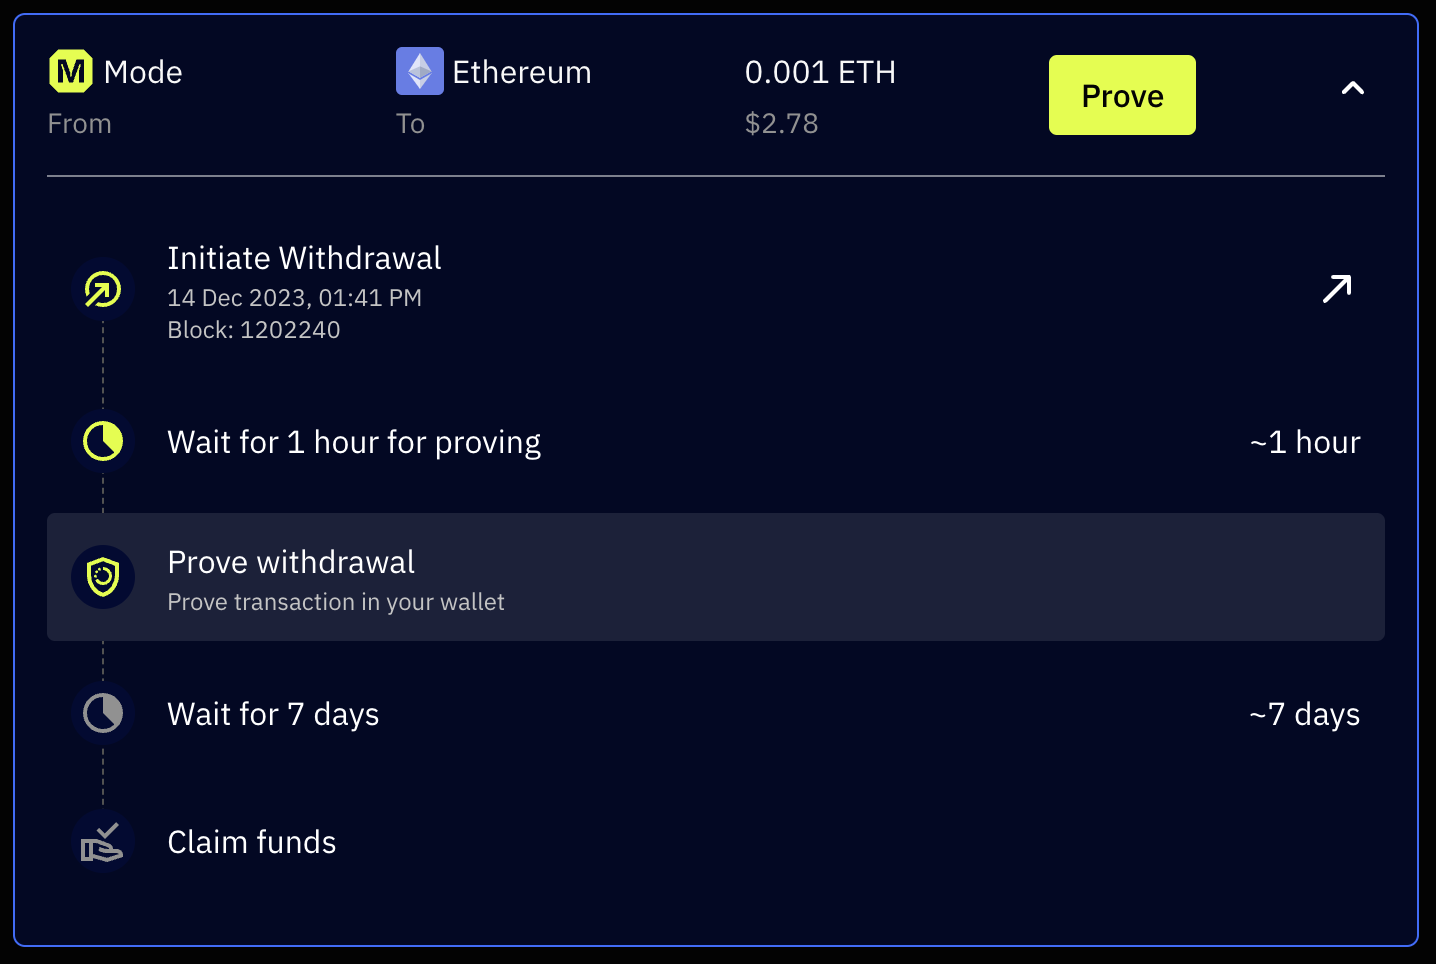 Mode
From
Ethereum
To
0.001 ETH
$2.78
Prove
Initiate Withdrawal
14 Dec 2023, 01:41 PM
Block: 1202240
Wait for 1 hour for proving
~1 hour
Prove withdrawal
Prove transaction in your wallet
Wait for 7 days
~7 days
Claim funds